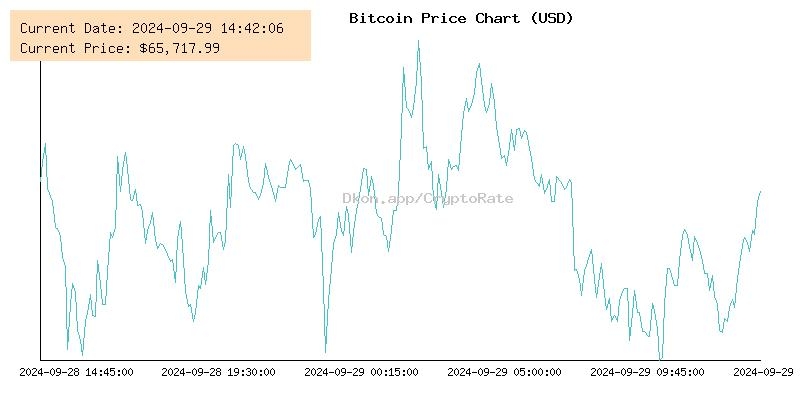 Bitcoin Price Chart (USD)
Current Date: 2024-09-29 14:42:06
Current Price: $65,717.99
Dkon.app/CryptoRate
2024-09-28 14:45:00
2024-09-28 19:30:00
2024-09-29 00:15:00
2024-09-29 05:00:00
2024-09-29 09:45:00
2024-09-29